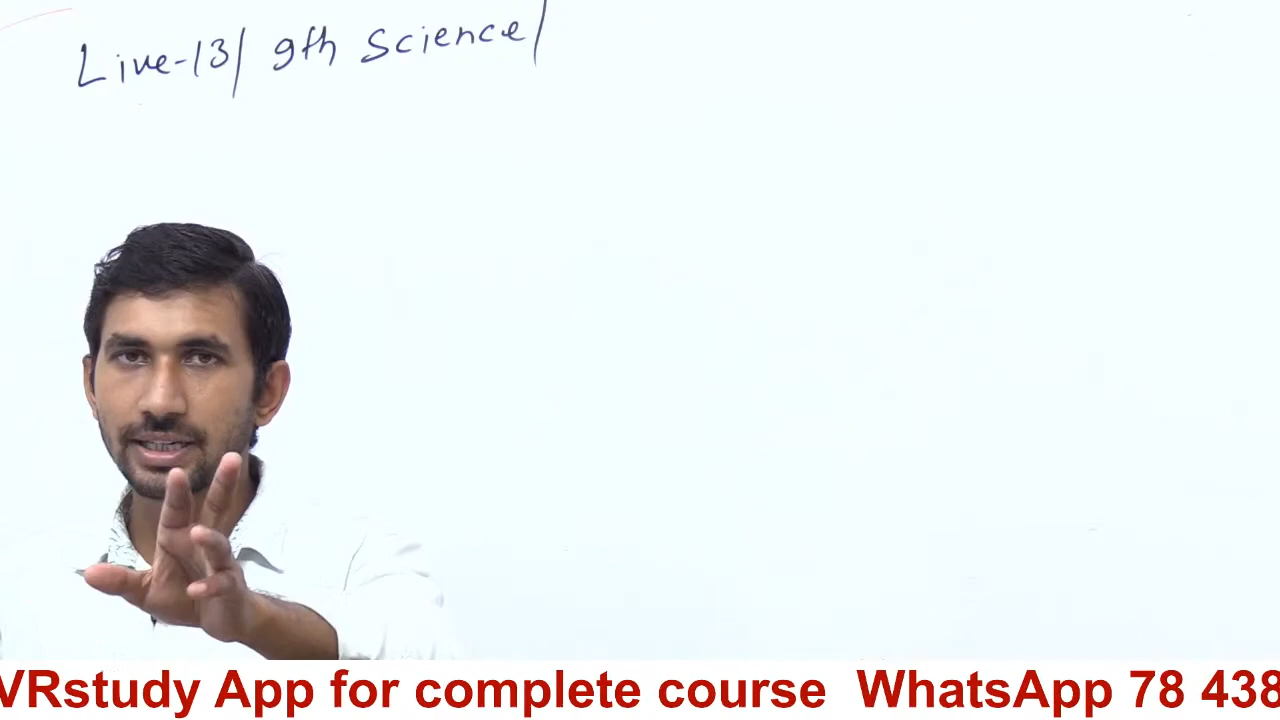 Live-13/ 9th Science/
VRstudy App for complete course WhatsApp 78 438